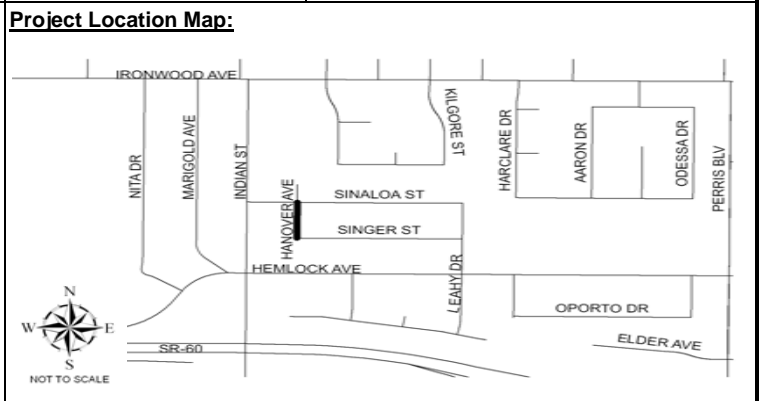 Project Location Map:
IRONWOOD AVE
NITA DR
MARIGOLD AVE
INDIAN ST
KILGORE ST
HARCLARE DR
AARON DR
ODESSA DR
PERRIS BLV
HANOVER AVE
SINALOA ST
SINGER ST
HEMLOCK AVE
LEAHY DR
OPORTO DR
ELDER AVE
SR-60
N
W E
S
NOT TO SCALE